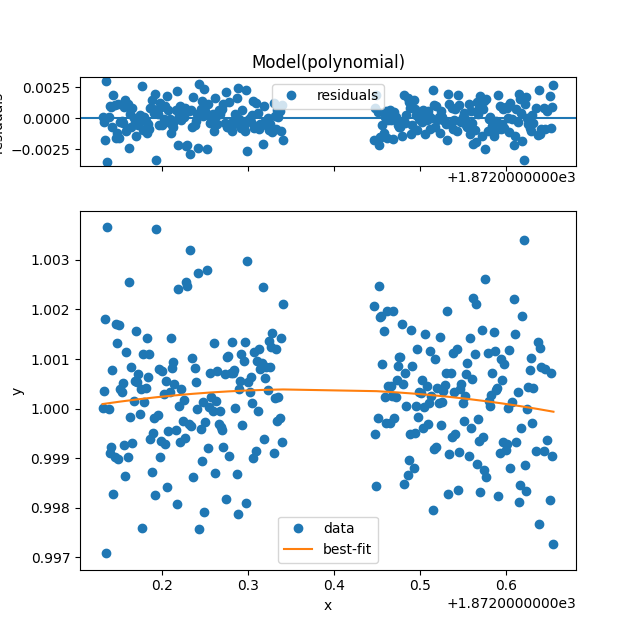 Model(polynomial)
0.0025
0.0000
−0.0025
residuals
+1.8720000000e3
1.003
1.002
1.001
1.000
0.999
0.998
0.997
y
data
best-fit
0.2 0.3 0.4 0.5 0.6
x
+1.8720000000e3